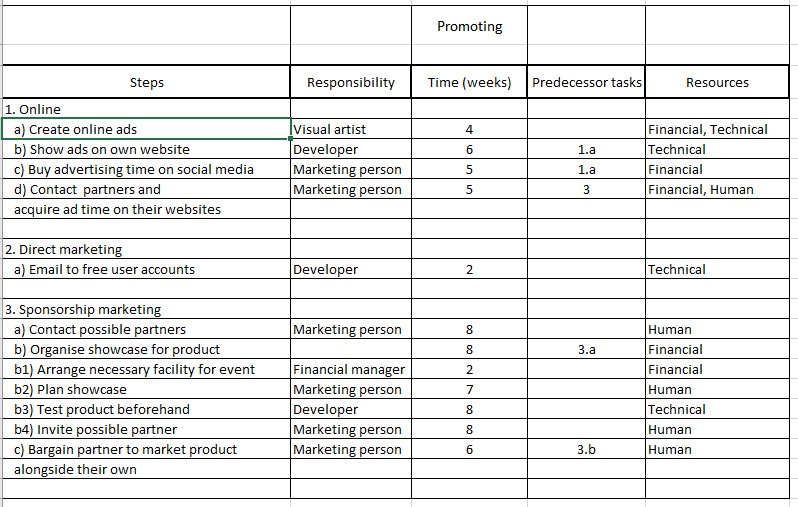 Promoting
Steps Responsibility Time (weeks) Predecessor tasks Resources
1. Online
a) Create online ads Visual artist 4 Financial, Technical
b) Show ads on own website Developer 6 1.a Technical
c) Buy advertising time on social media Marketing person 5 1.a Financial
d) Contact partners and Marketing person 5 3 Financial, Human
acquire ad time on their websites
2. Direct marketing
a) Email to free user accounts Developer 2 Technical
3. Sponsorship marketing
a) Contact possible partners Marketing person 8 Human
b) Organise showcase for product 8 3.a Financial
b1) Arrange necessary facility for event Financial manager 2 Financial
b2) Plan showcase Marketing person 7 Human
b3) Test product beforehand Developer 8 Technical
b4) Invite possible partner Marketing person 8 Human
c) Bargain partner to market product Marketing person 6 3.b Human
alongside their own